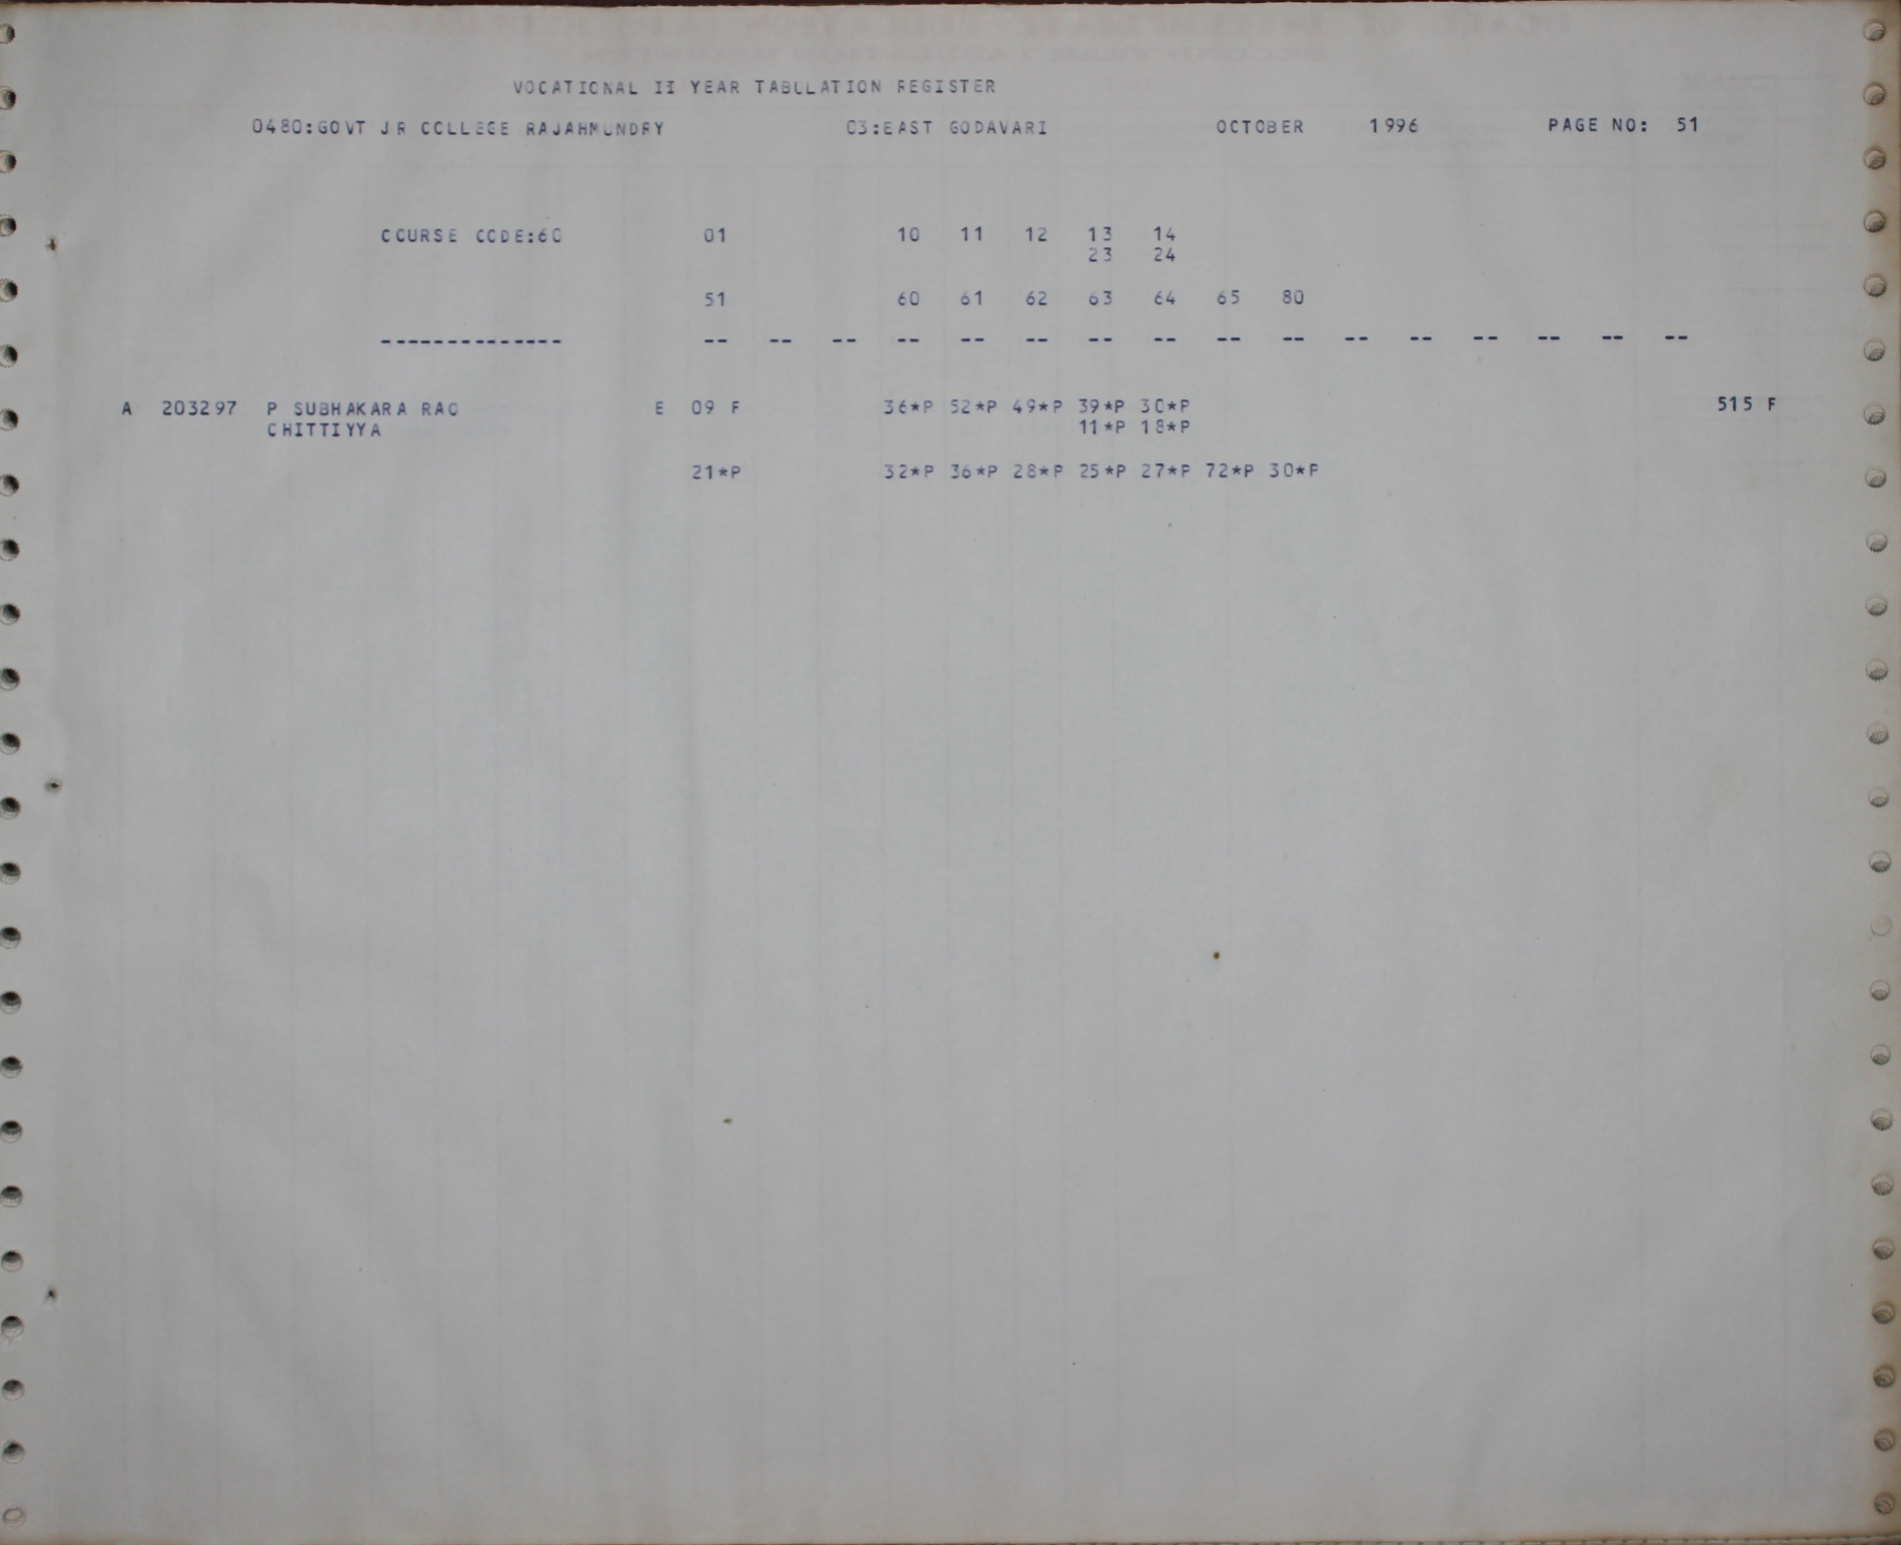 VOCATIONAL II YEAR TABULATION REGISTER
0480:GOVT JR COLLEGE RAJAHMUNDRY 03:EAST GODAVARI OCTOBER 1996 PAGE NO: 51
COURSE CODE:60 01 10 11 12 13 14
23 24
51 60 61 62 63 64 65 80
-------------- -- -- -- -- -- -- -- -- -- -- -- -- -- -- -- --
A 203297 P SUBHAKARA RAO E 09 F 36*P 52*P 49*P 39*P 30*P 515 F
CHITTIYYA 11*P 18*P
21*P 32*P 36*P 28*P 25*P 27*P 72*P 30*P